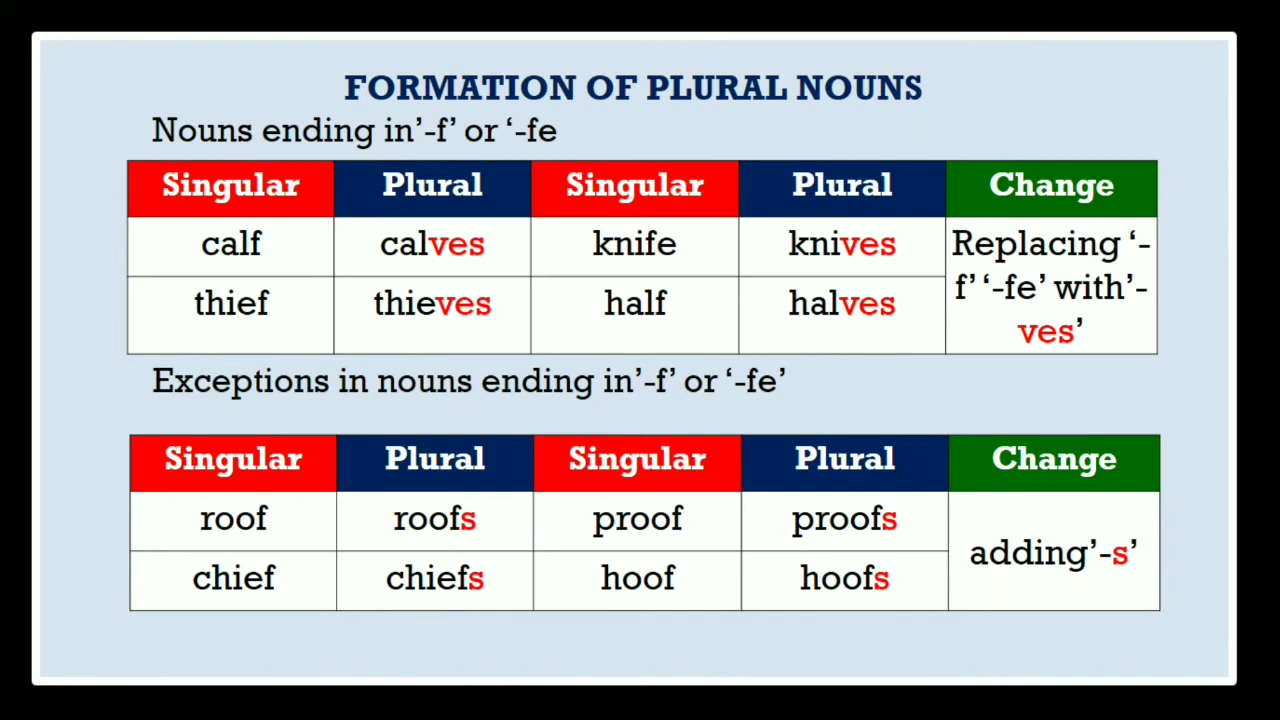 FORMATION OF PLURAL NOUNS
Nouns ending in’-f’ or ‘-fe
Singular Plural Singular Plural Change
calf calves knife knives Replacing ‘-
f’ ‘-fe’ with’-
thief thieves half halves
ves’
Exceptions in nouns ending in’-f’ or ‘-fe’
Singular Plural Singular Plural Change
roof roofs proof proofs
adding’-s’
chief chiefs hoof hoofs